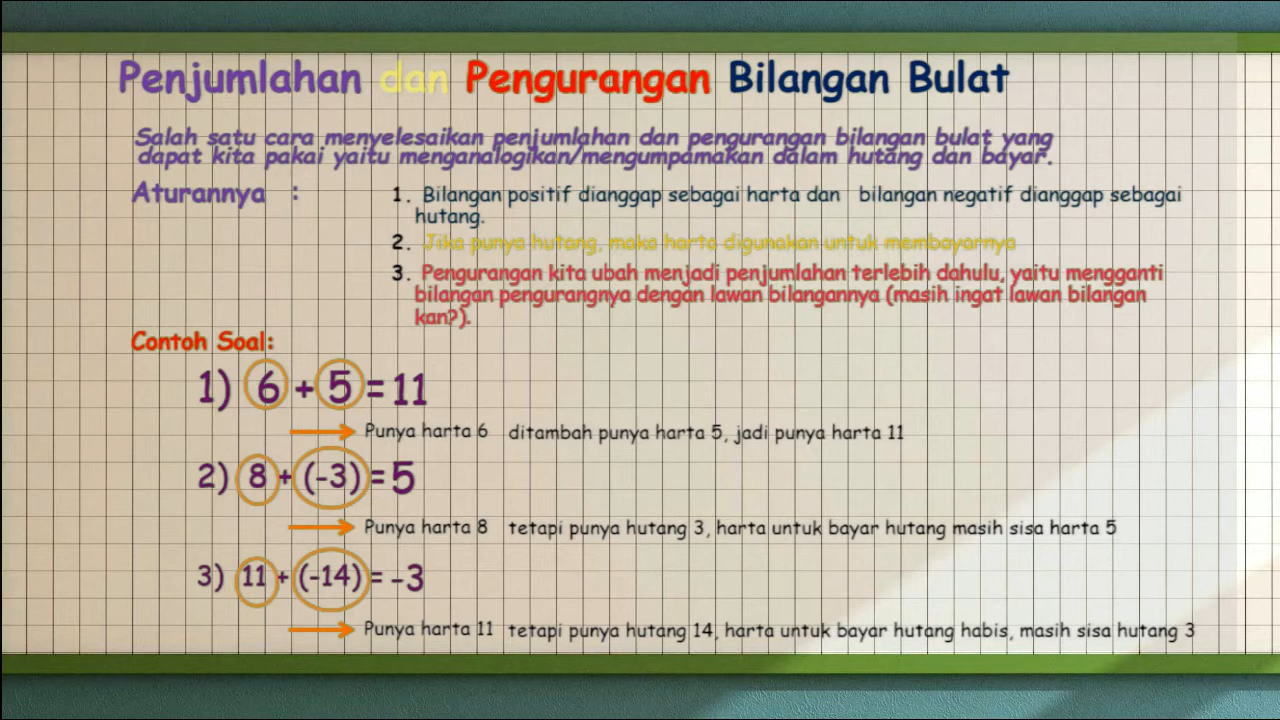 Penjumlahan dan Pengurangan Bilangan Bulat
Salah satu cara menyelesaikan penjumlahan dan pengurangan bilangan bulat yang
dapat kita pakai yaitu menganalogikan/mengumpamakan dalam hutang dan bayar.
Aturannya :
1. Bilangan positif dianggap sebagai harta dan bilangan negatif dianggap sebagai
hutang.
2. Jika punya hutang, maka harta digunakan untuk membayarnya
3. Pengurangan kita ubah menjadi penjumlahan terlebih dahulu, yaitu mengganti
bilangan pengurangnya dengan lawan bilangannya (masih ingat lawan bilangan
kan?).
Contoh Soal:
1) 6 + 5 = 11
Punya harta 6 ditambah punya harta 5, jadi punya harta 11
2) 8 + (-3) = 5
Punya harta 8 tetapi punya hutang 3, harta untuk bayar hutang masih sisa harta 5
3) 11 + (-14) = -3
Punya harta 11 tetapi punya hutang 14, harta untuk bayar hutang habis, masih sisa hutang 3